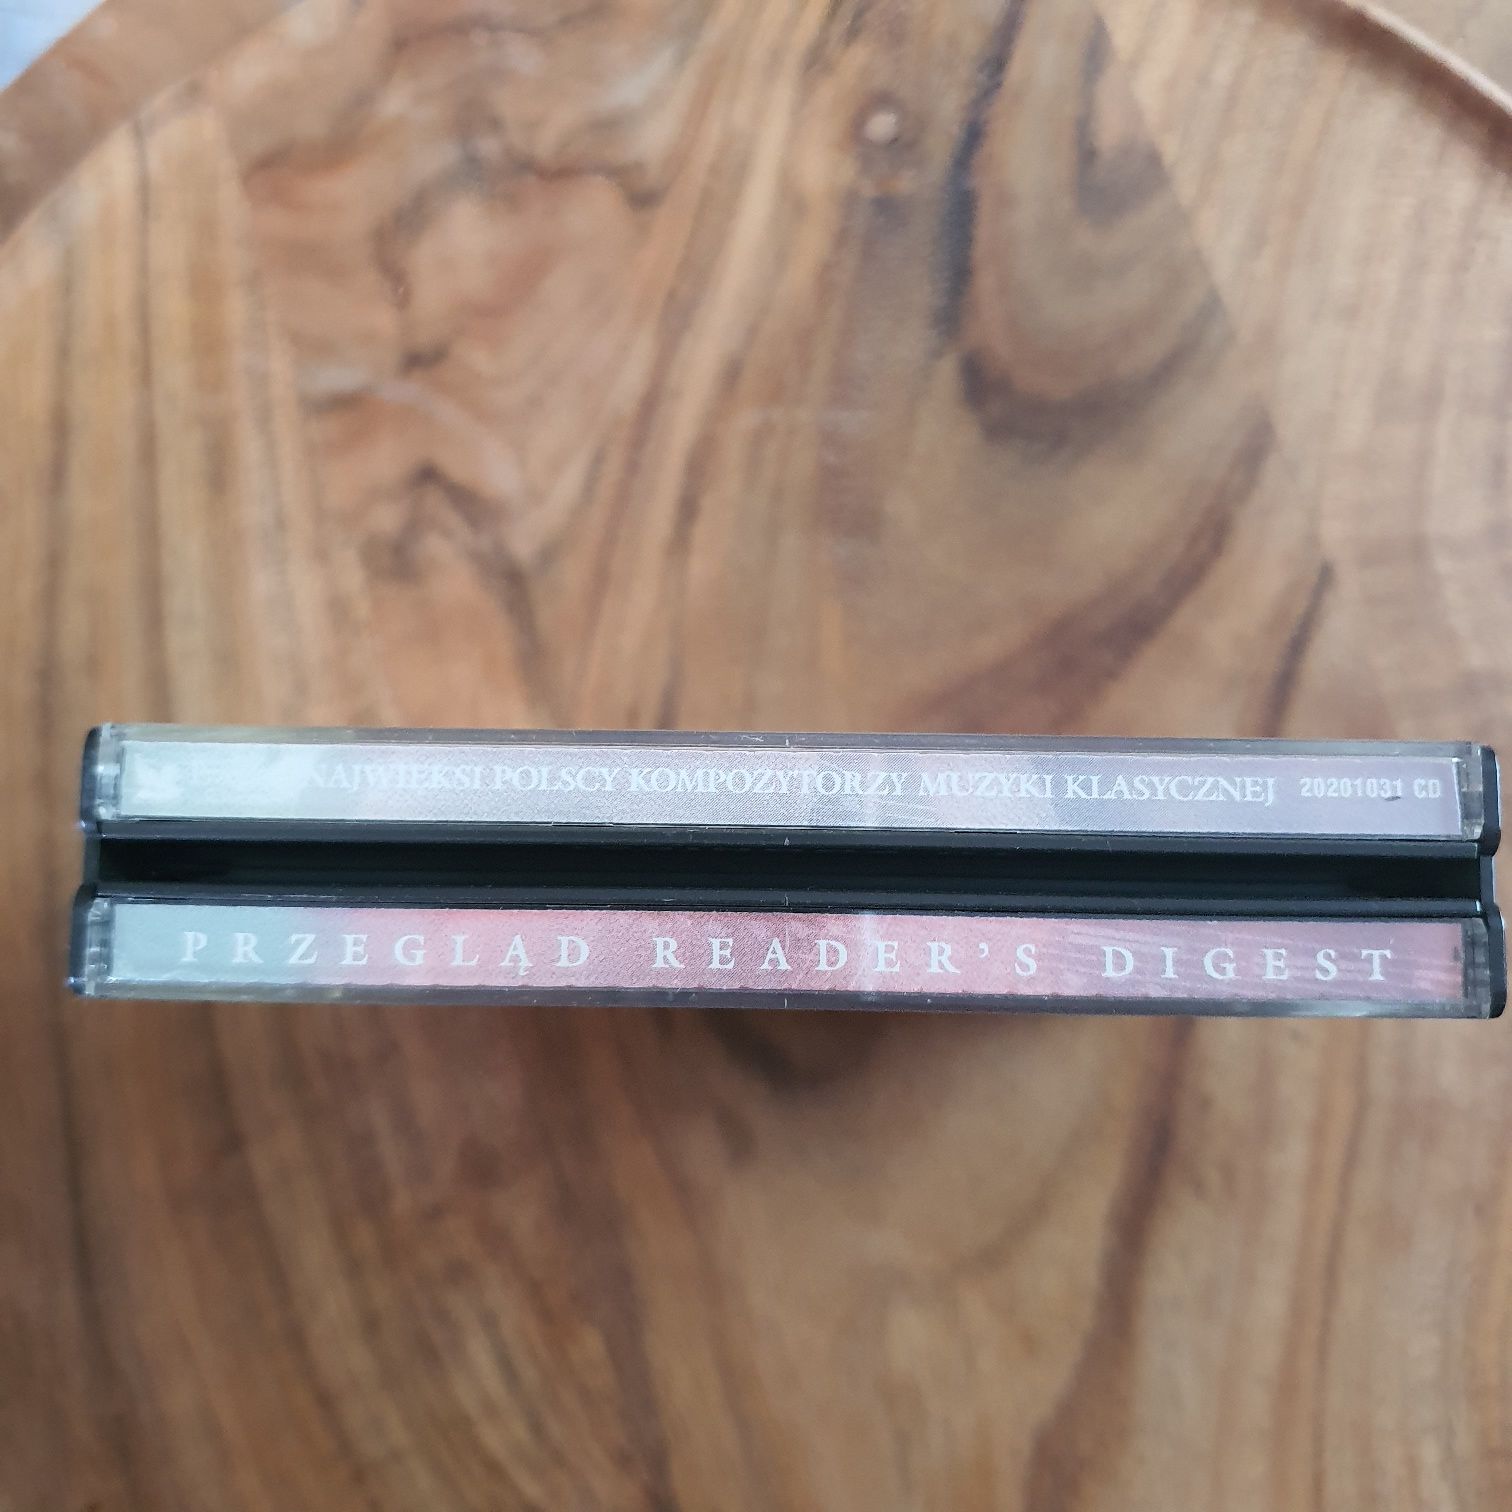 NAJWIĘKSI POLSCY KOMPOZYTORZY MUZYKI KLASYCZNEJ 20201031 CD
PRZEGLĄD READER'S DIGEST